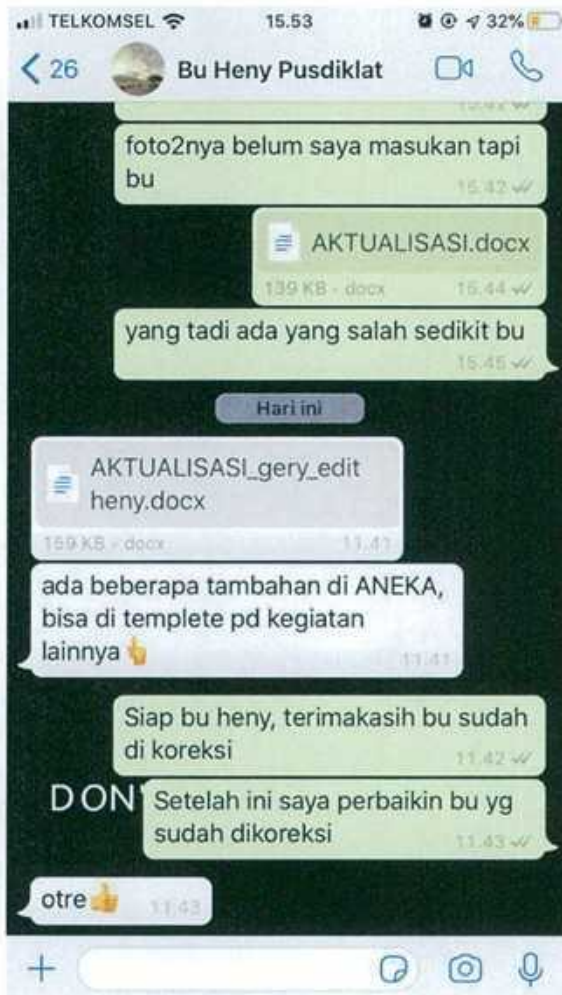 TELKOMSEL 15.53 32%
26 Bu Heny Pusdiklat
foto2nya belum saya masukan tapi
bu
15.42
AKTUALISASI.docx
139 KB - docx 15.44
yang tadi ada yang salah sedikit bu
15.45
Hari ini
AKTUALISASI_gery_edit
heny.docx
159 KB - docx 11.41
ada beberapa tambahan di ANEKA,
bisa di templete pd kegiatan
lainnya👆
11.41
Siap bu heny, terimakasih bu sudah
di koreksi
11.42
DON'
Setelah ini saya perbaikin bu yg
sudah dikoreksi
11.43
otre👍 11.43